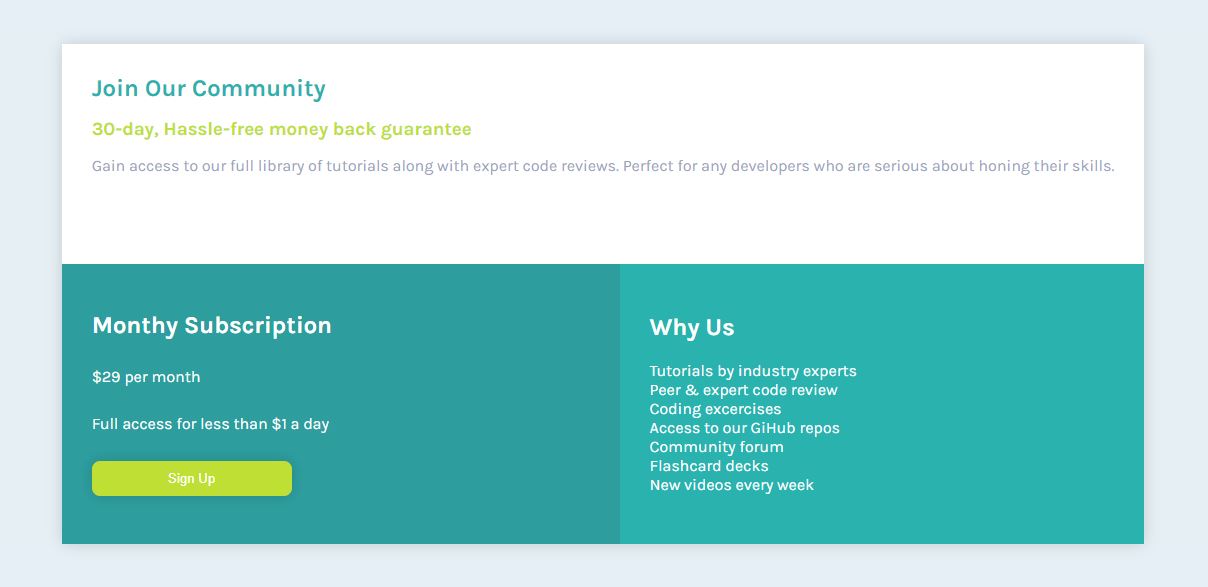 Join Our Community
30-day, Hassle-free money back guarantee
Gain access to our full library of tutorials along with expert code reviews. Perfect for any developers who are serious about honing their skills.
Monthy Subscription
$29 per month
Full access for less than $1 a day
Sign Up
Why Us
Tutorials by industry experts
Peer & expert code review
Coding excercises
Access to our GiHub repos
Community forum
Flashcard decks
New videos every week